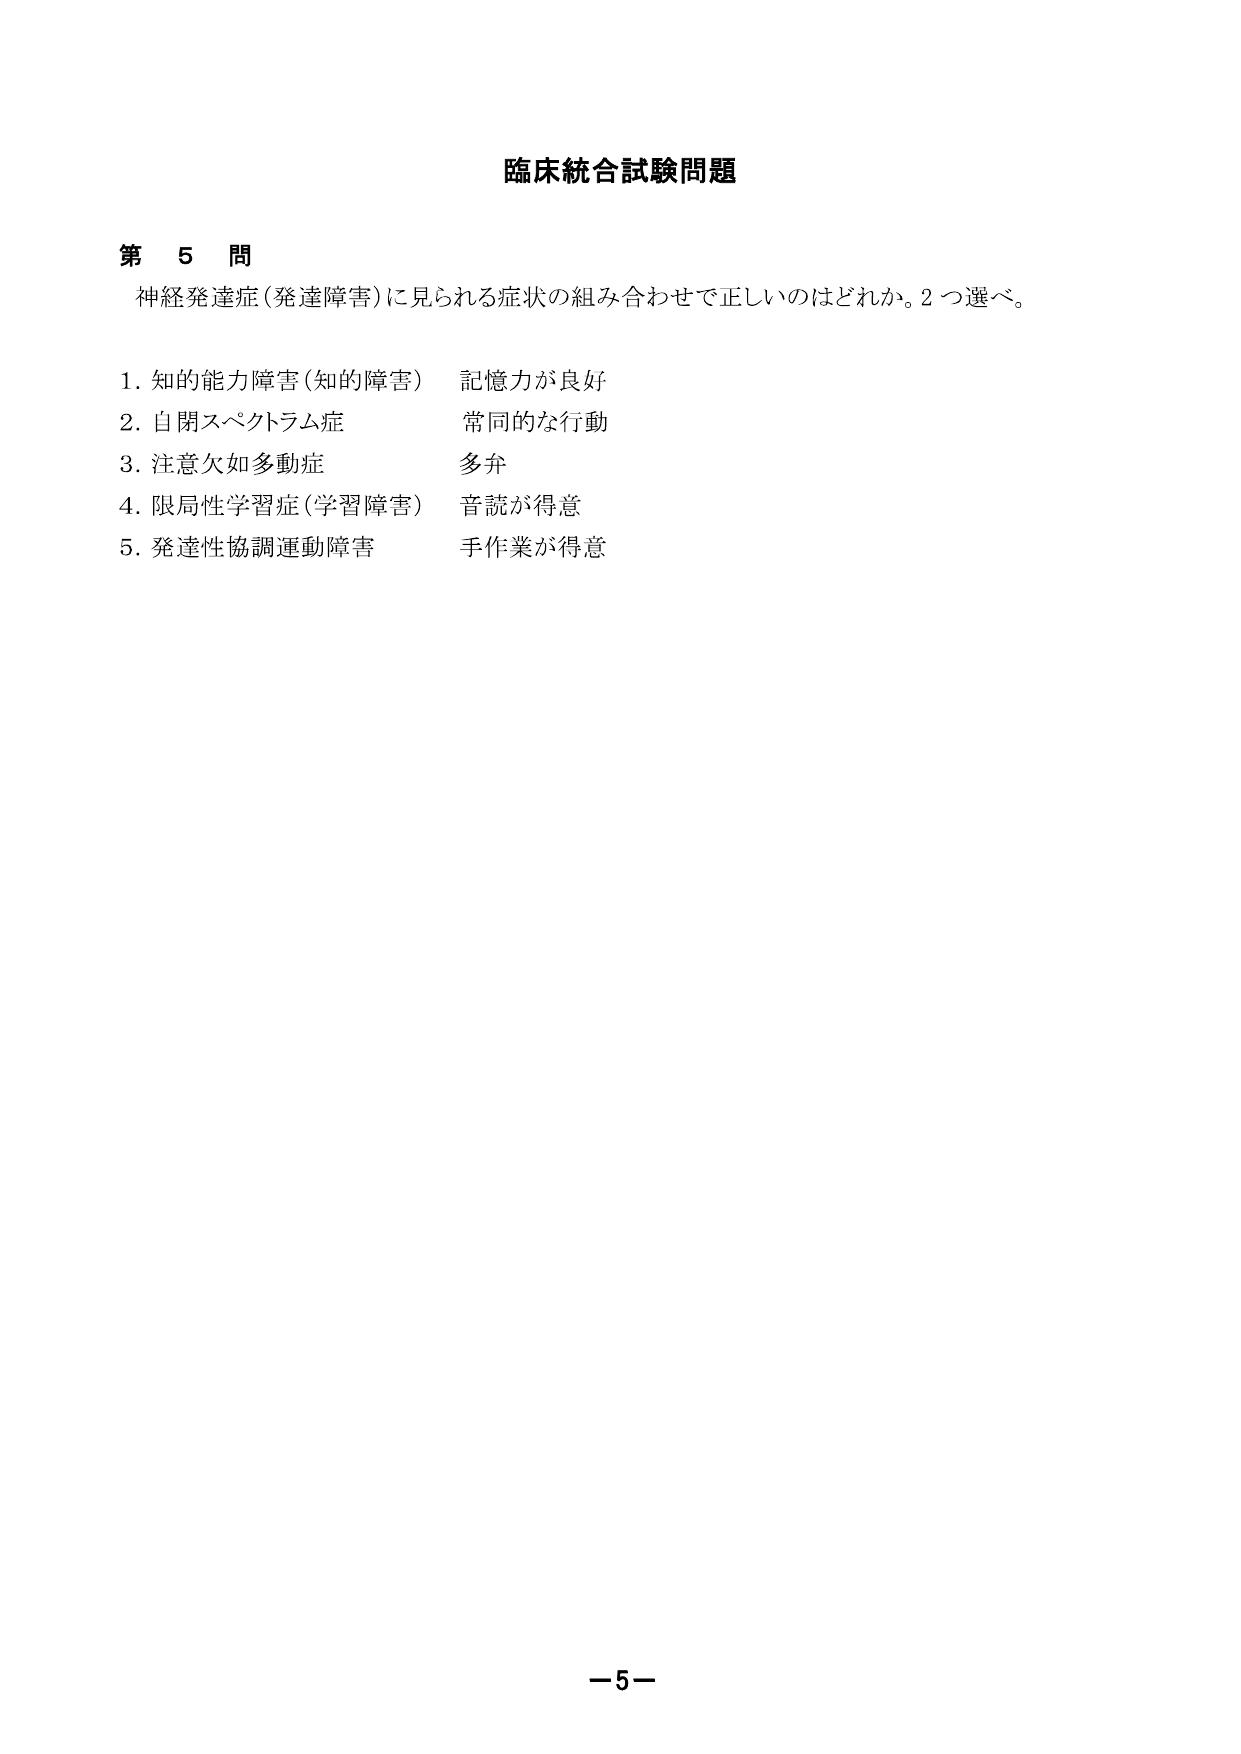 臨床統合試験問題
第 5 問
神経発達症(発達障害)に見られる症状の組み合わせで正しいのはどれか。2つ選べ。
1. 知的能力障害(知的障害) 記憶力が良好
2. 自閉スペクトラム症 常同的な行動
3. 注意欠如多動症 多弁
4. 限局性学習症(学習障害) 音読が得意
5. 発達性協調運動障害 手作業が得意
―5―